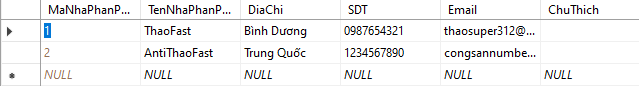 MaNhaPhanP... TenNhaPhanP... DiaChi SDT Email ChuThich
1 ThaoFast Bình Dương 0987654321 thaosuper312@...
2 AntiThaoFast Trung Quốc 1234567890 congsannumbe...
NULL NULL NULL NULL NULL NULL